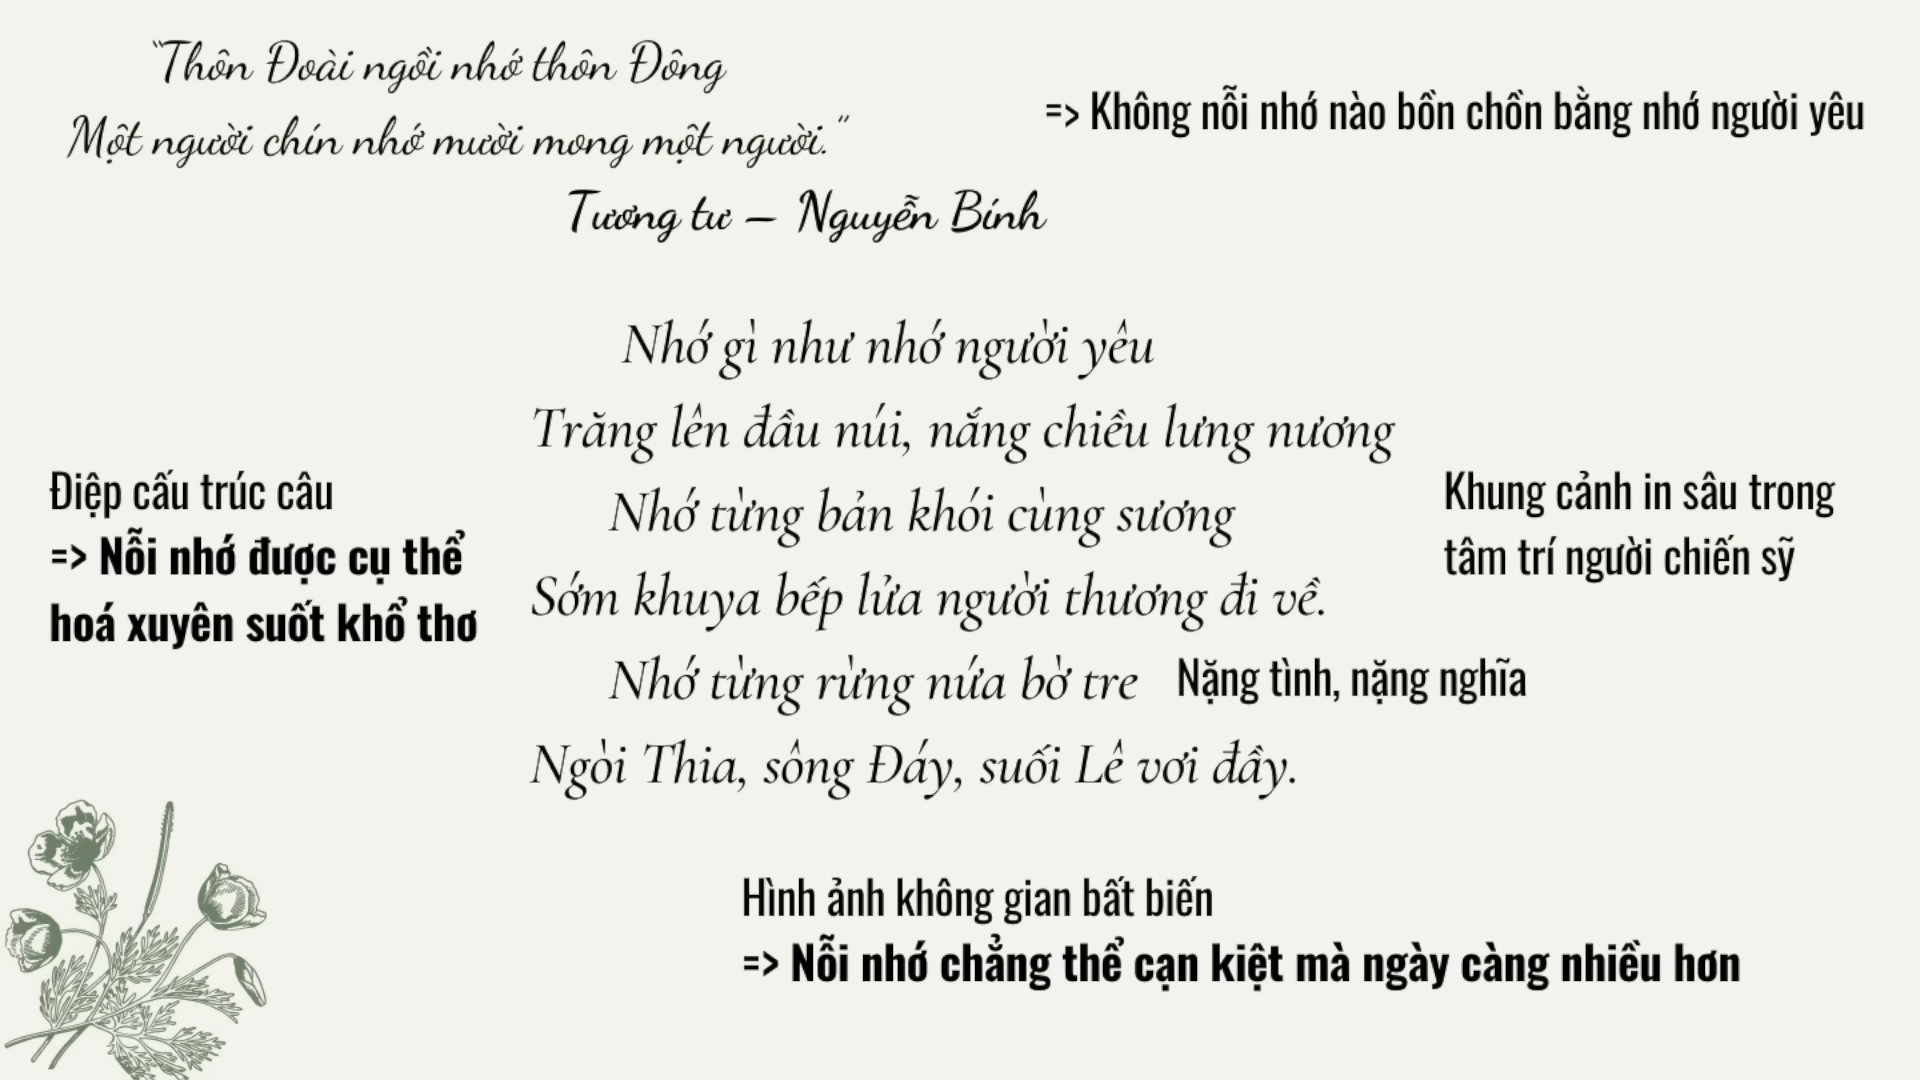 “Thôn Đoài ngồi nhớ thôn Đông
Một người chín nhớ mười mong một người.”
Tương tư – Nguyễn Bính
=> Không nỗi nhớ nào bồn chồn bằng nhớ người yêu
Nhớ gì như nhớ người yêu
Trăng lên đầu núi, nắng chiều lưng nương
Nhớ từng bản khói cùng sương
Sớm khuya bếp lửa người thương đi về.
Nhớ từng rừng nứa bờ tre
Ngòi Thia, sông Đáy, suối Lê vơi đầy.
Điệp cấu trúc câu
=> Nỗi nhớ được cụ thể
hoá xuyên suốt khổ thơ
Khung cảnh in sâu trong
tâm trí người chiến sỹ
Nặng tình, nặng nghĩa
Hình ảnh không gian bất biến
=> Nỗi nhớ chẳng thể cạn kiệt mà ngày càng nhiều hơn